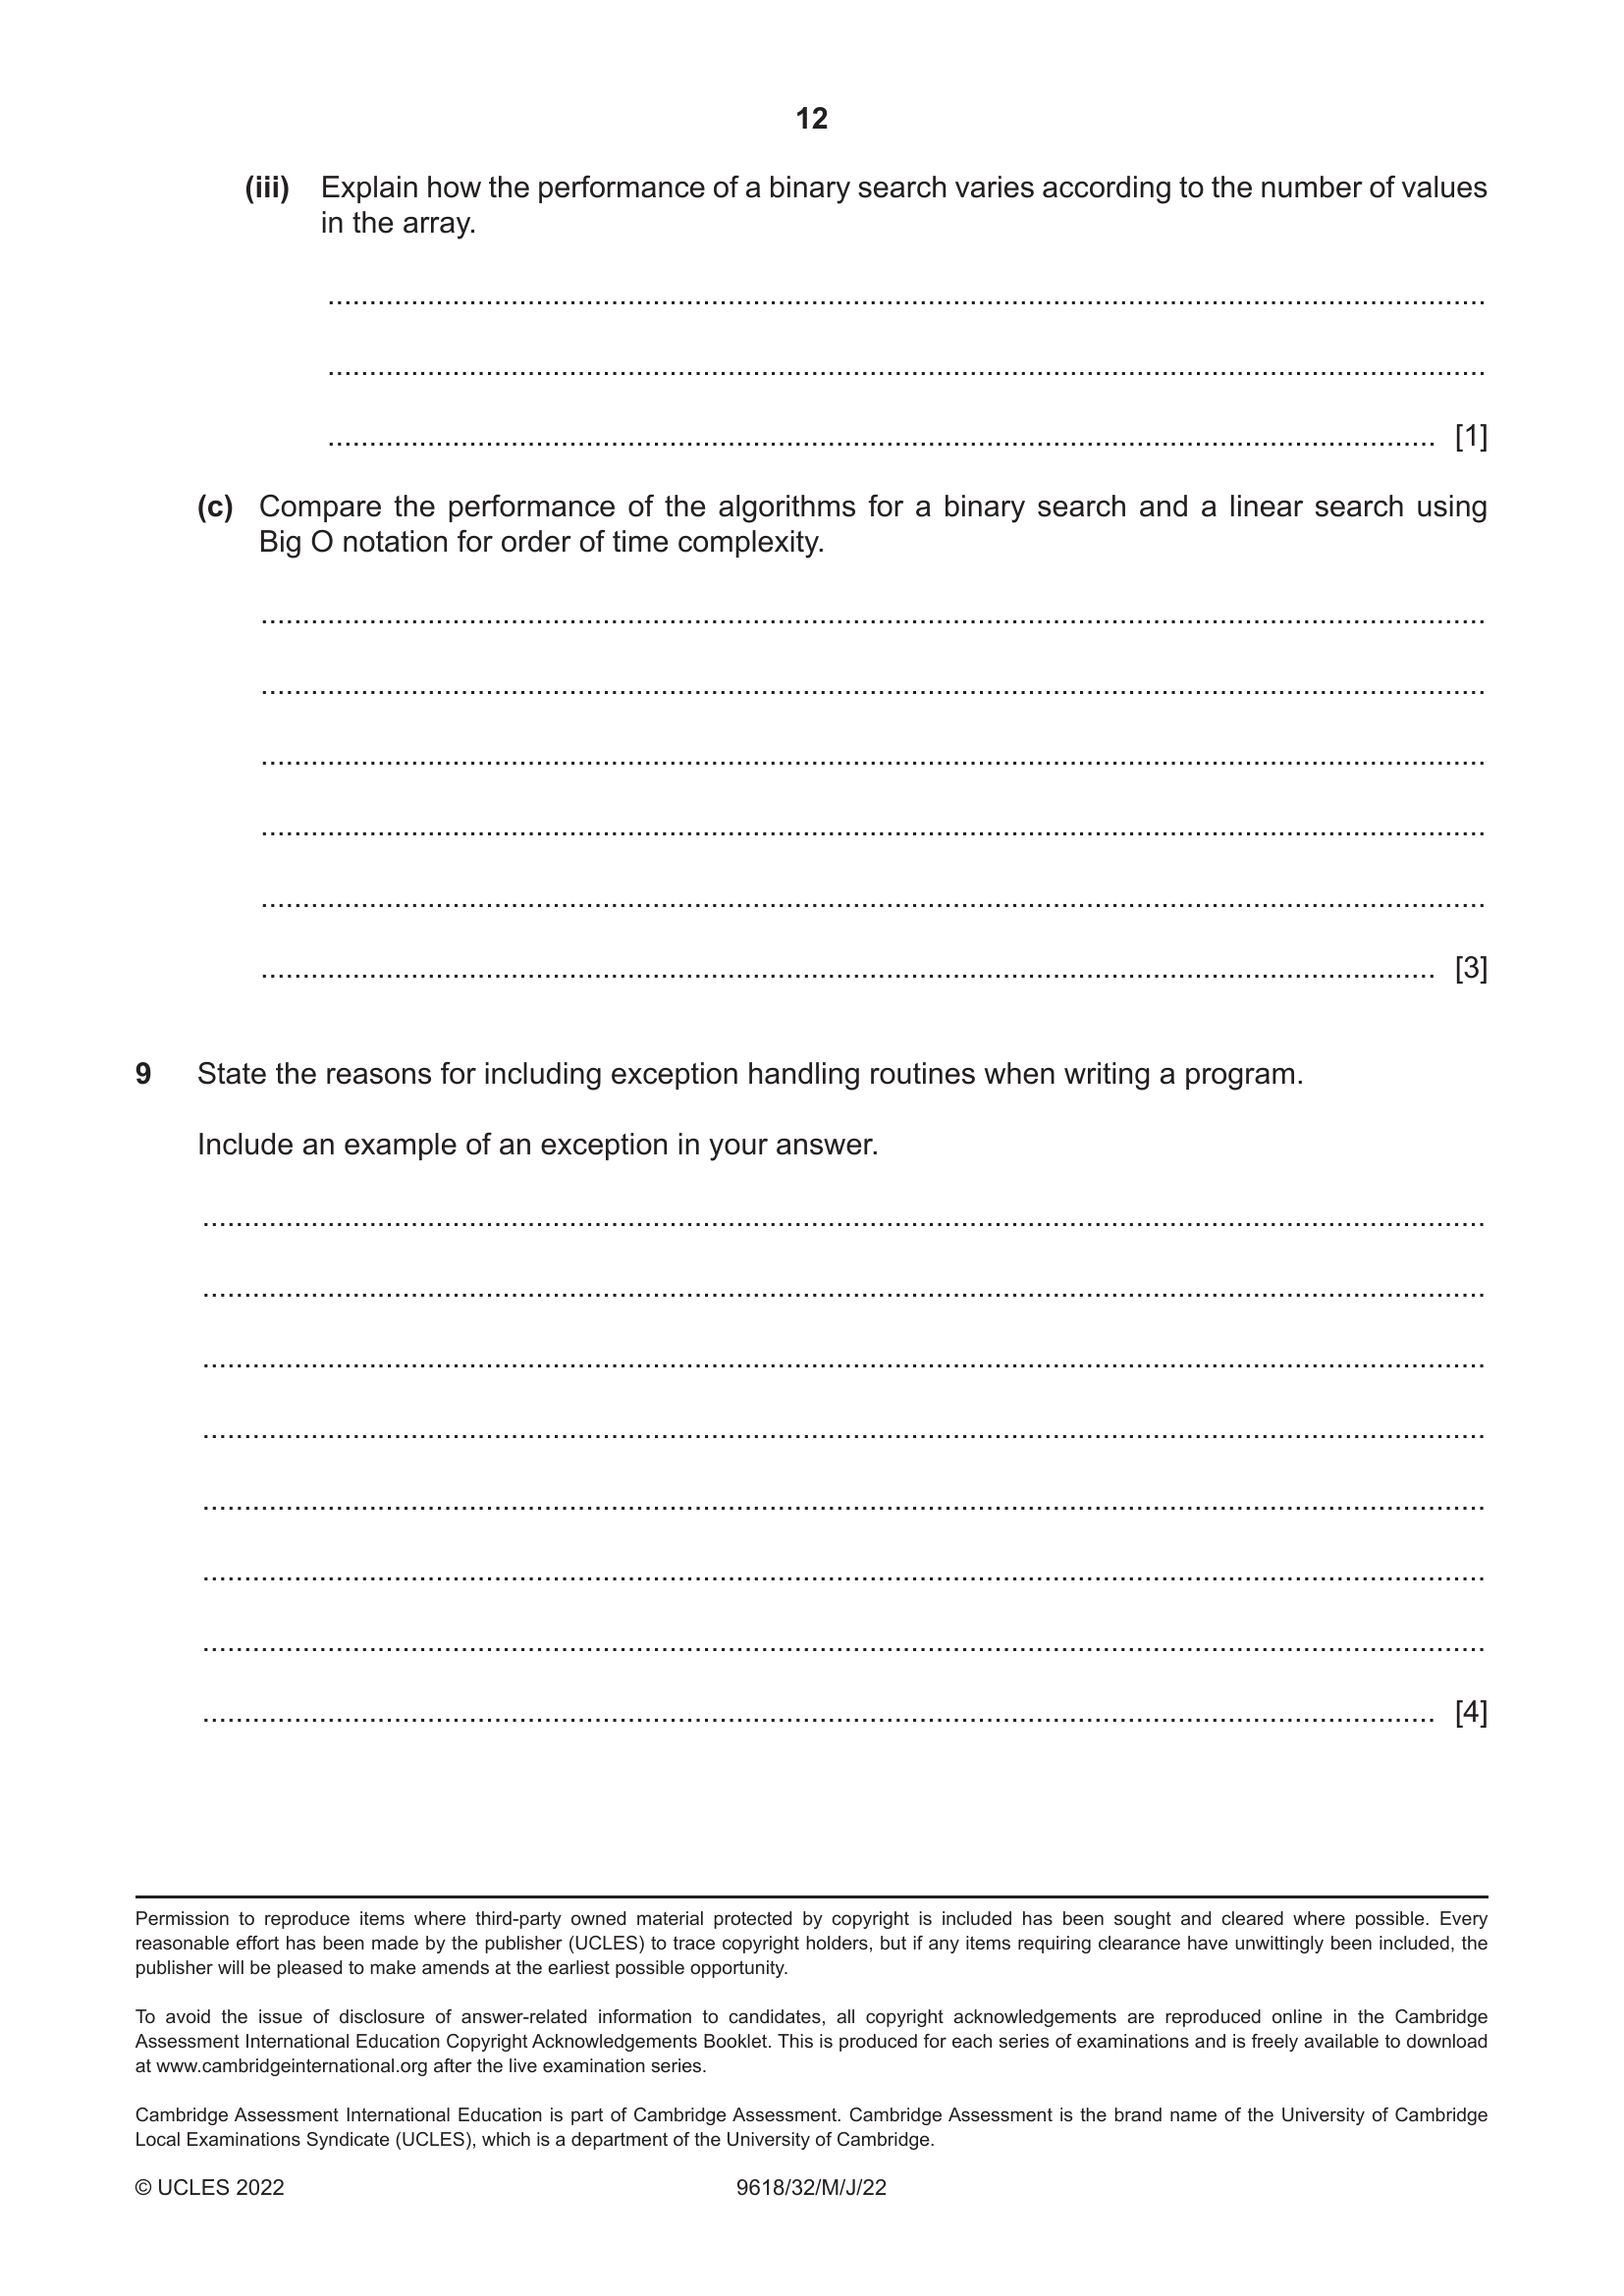 12
(iii) Explain how the performance of a binary search varies according to the number of values
in the array.
[1]
(c) Compare the performance of the algorithms for a binary search and a linear search using
Big O notation for order of time complexity.
[3]
9 State the reasons for including exception handling routines when writing a program.
Include an example of an exception in your answer.
[4]
Permission to reproduce items where third-party owned material protected by copyright is included has been sought and cleared where possible. Every
reasonable effort has been made by the publisher (UCLES) to trace copyright holders, but if any items requiring clearance have unwittingly been included, the
publisher will be pleased to make amends at the earliest possible opportunity.
To avoid the issue of disclosure of answer-related information to candidates, all copyright acknowledgements are reproduced online in the Cambridge
Assessment International Education Copyright Acknowledgements Booklet. This is produced for each series of examinations and is freely available to download
at www.cambridgeinternational.org after the live examination series.
Cambridge Assessment International Education is part of Cambridge Assessment. Cambridge Assessment is the brand name of the University of Cambridge
Local Examinations Syndicate (UCLES), which is a department of the University of Cambridge.
© UCLES 2022 9618/32/M/J/22